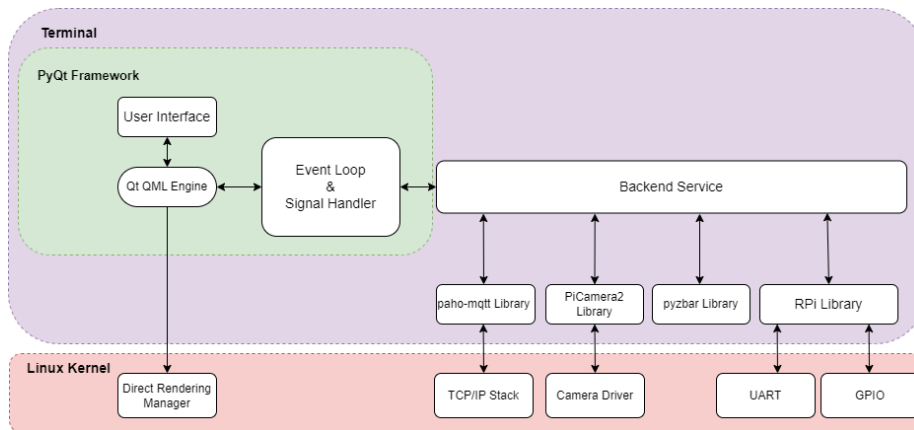 Terminal
PyQt Framework
User Interface
Qt QML Engine
Event Loop
&
Signal Handler
Backend Service
paho-mqtt Library
PiCamera2
Library
pyzbar Library
RPi Library
Linux Kernel
Direct Rendering
Manager
TCP/IP Stack
Camera Driver
UART
GPIO